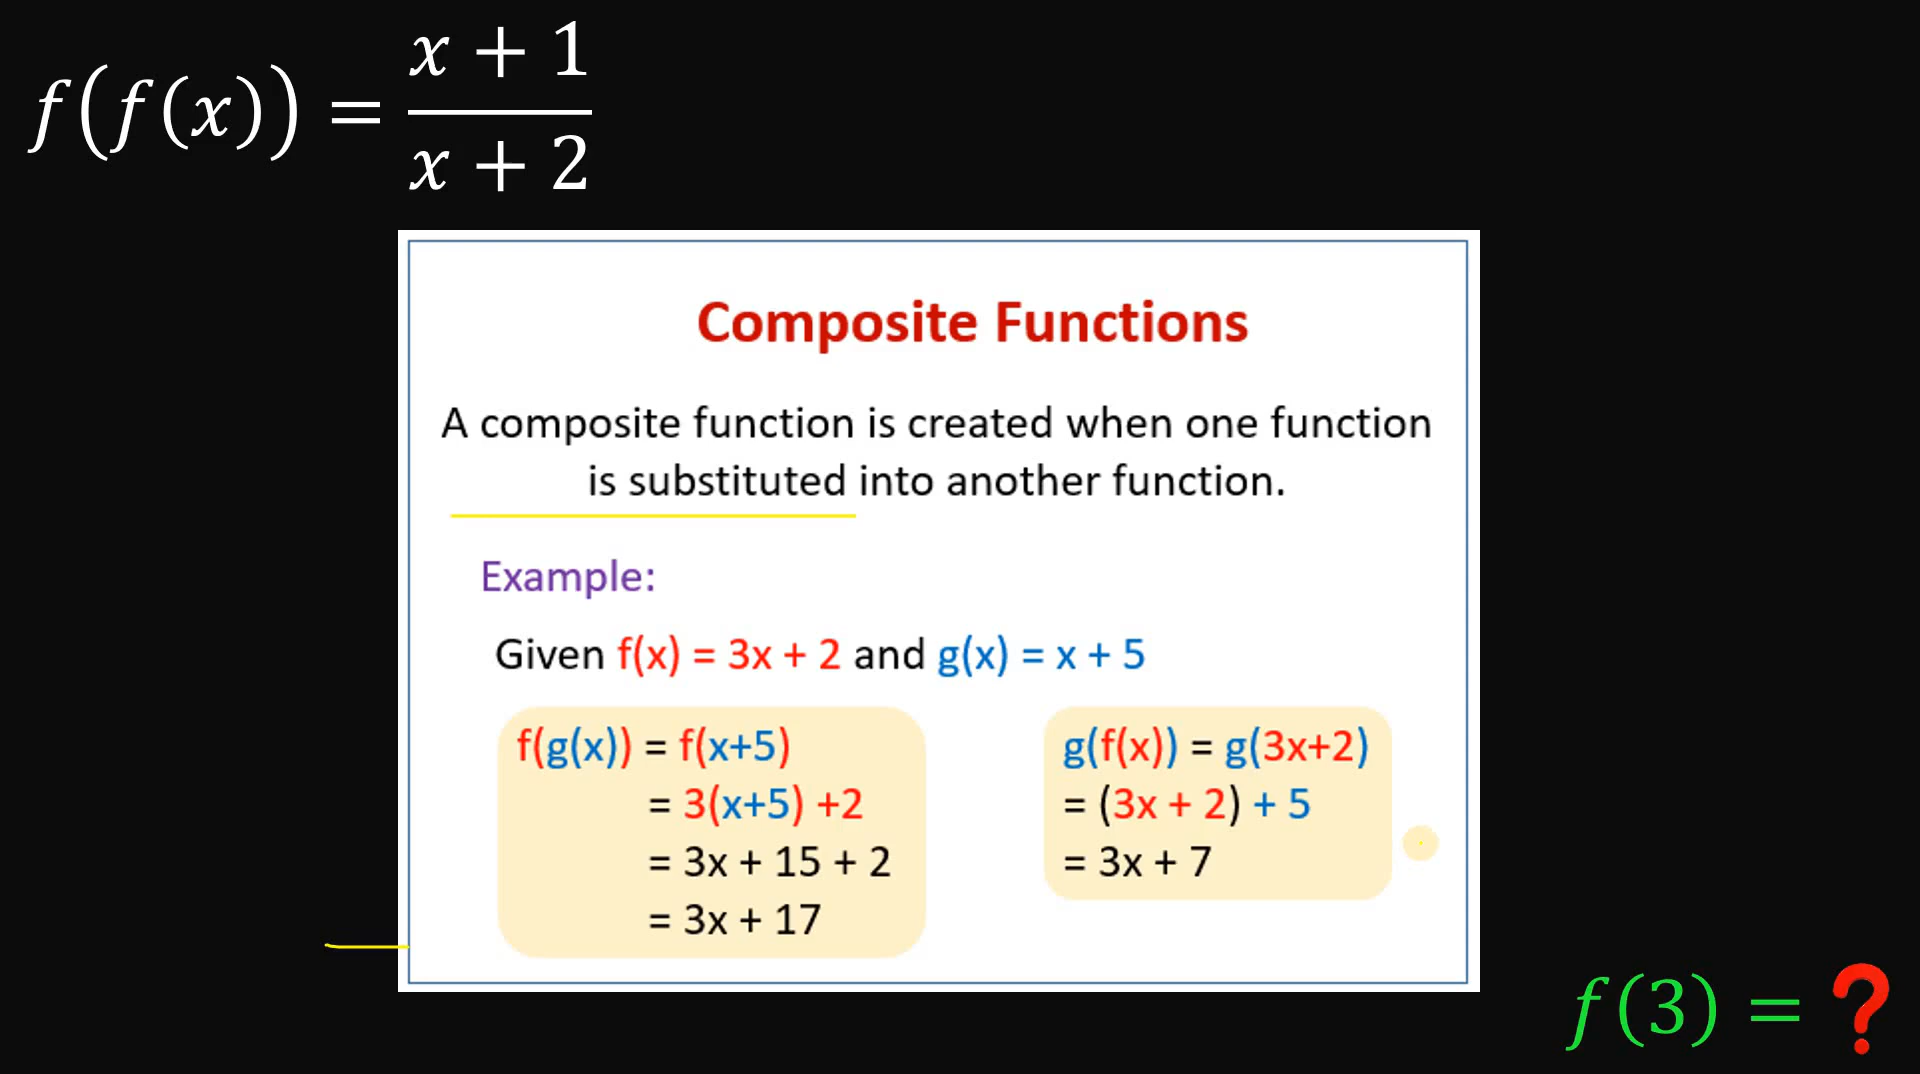 f(f(x)) = \frac{x + 1}{x + 2}
Composite Functions
A composite function is created when one function
is substituted into another function.
Example:
Given f(x) = 3x + 2 and g(x) = x + 5
f(g(x)) = f(x+5)
= 3(x+5) +2
= 3x + 15 + 2
= 3x + 17
g(f(x)) = g(3x+2)
= (3x + 2) + 5
= 3x + 7
f(3) = ❓